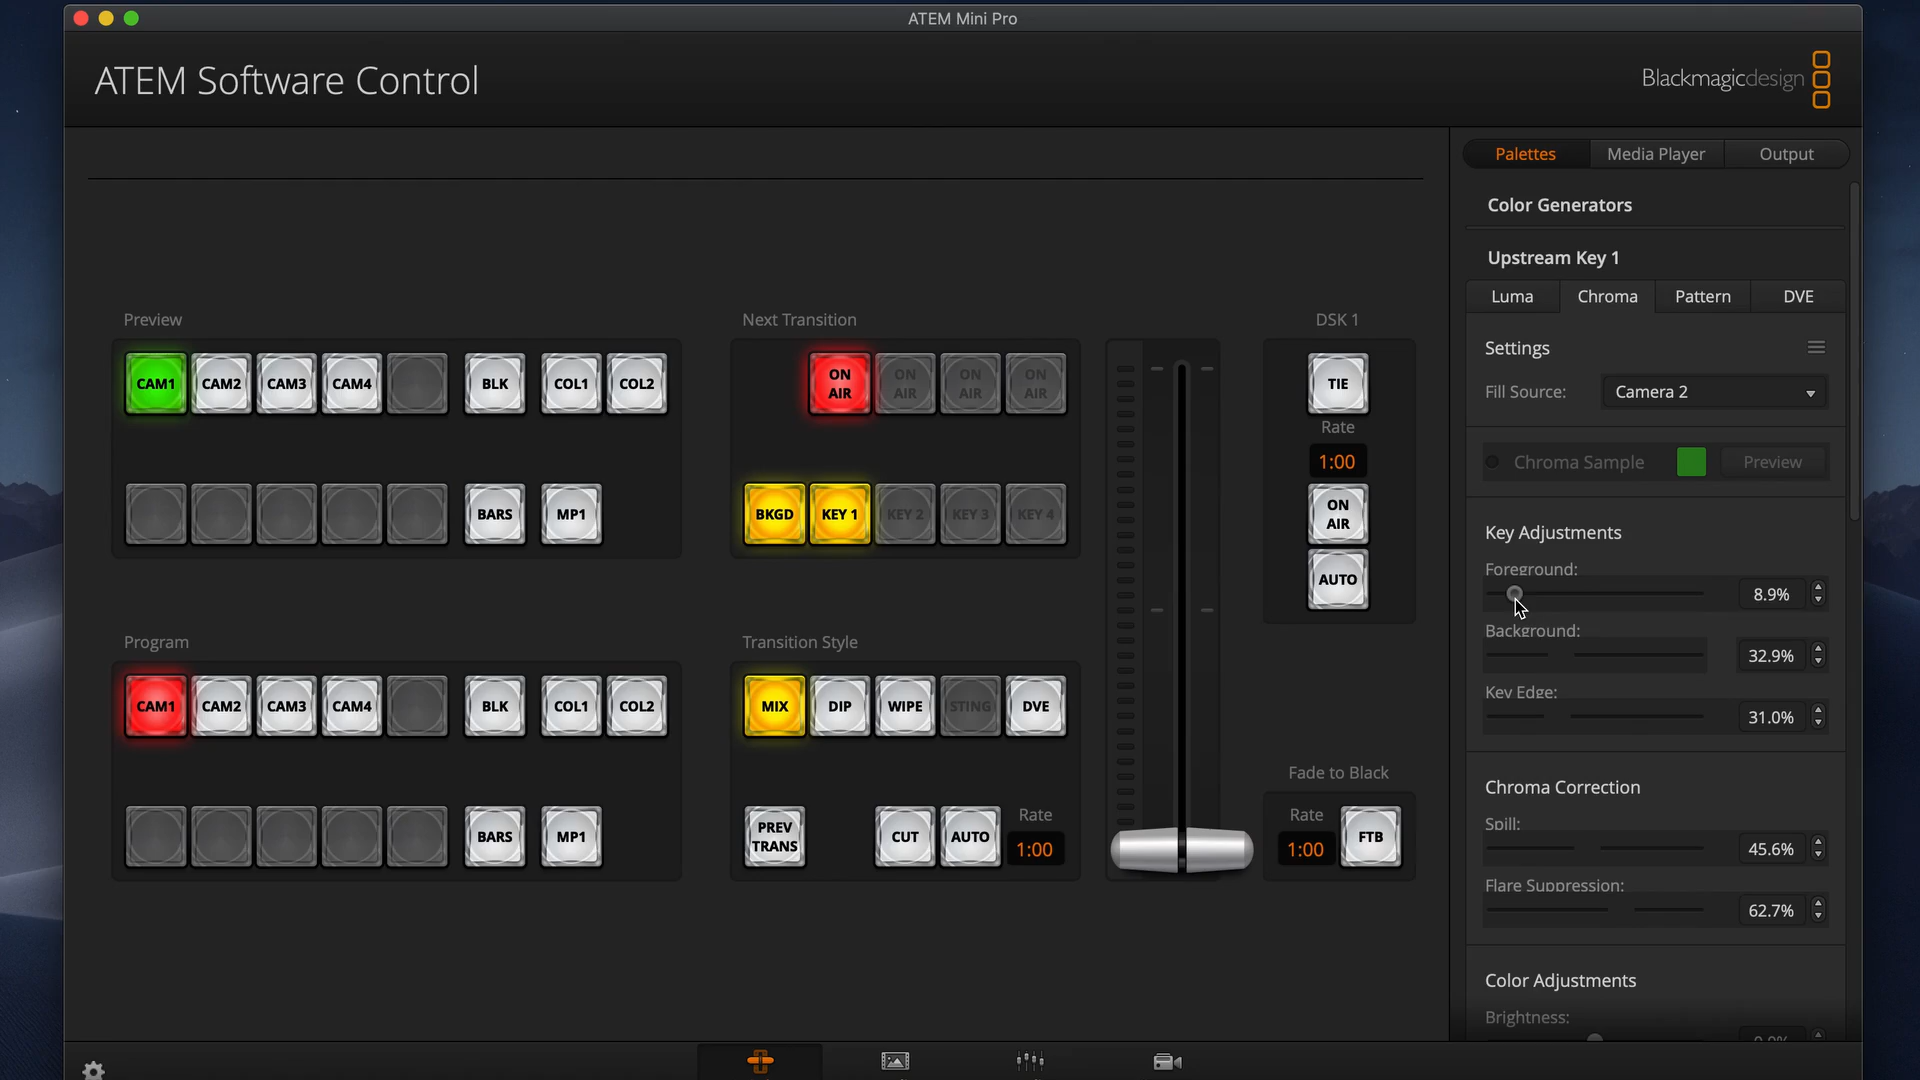 ATEM Mini Pro
ATEM Software Control
Blackmagicdesign
Palettes
Media Player
Output
Color Generators
Upstream Key 1
Luma
Chroma
Pattern
DVE
Settings
Fill Source:
Camera 2
Chroma Sample
Preview
Key Adjustments
Foreground:
8.9%
Background:
32.9%
Key Edge:
31.0%
Chroma Correction
Spill:
45.6%
Flare Suppression:
62.7%
Color Adjustments
Brightness:
0.0%
Preview
CAM1 CAM2 CAM3 CAM4 BLK COL1 COL2
BARS MP1
Program
CAM1 CAM2 CAM3 CAM4 BLK COL1 COL2
BARS MP1
Next Transition
ON
AIR
ON
AIR
ON
AIR
ON
AIR
BKGD KEY 1 KEY 2 KEY 3 KEY 4
Transition Style
MIX DIP WIPE STING DVE
PREV
TRANS
CUT
AUTO
Rate
1:00
DSK 1
TIE
Rate
1:00
ON
AIR
AUTO
Fade to Black
Rate
1:00
FTB